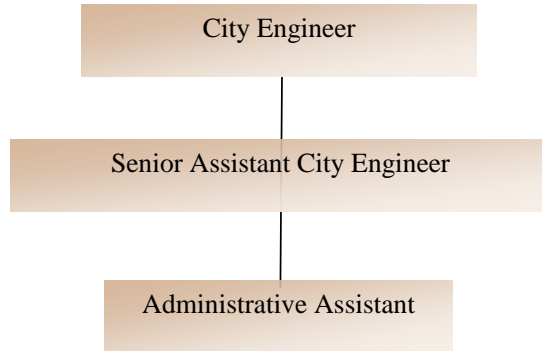 City Engineer
Senior Assistant City Engineer
Administrative Assistant